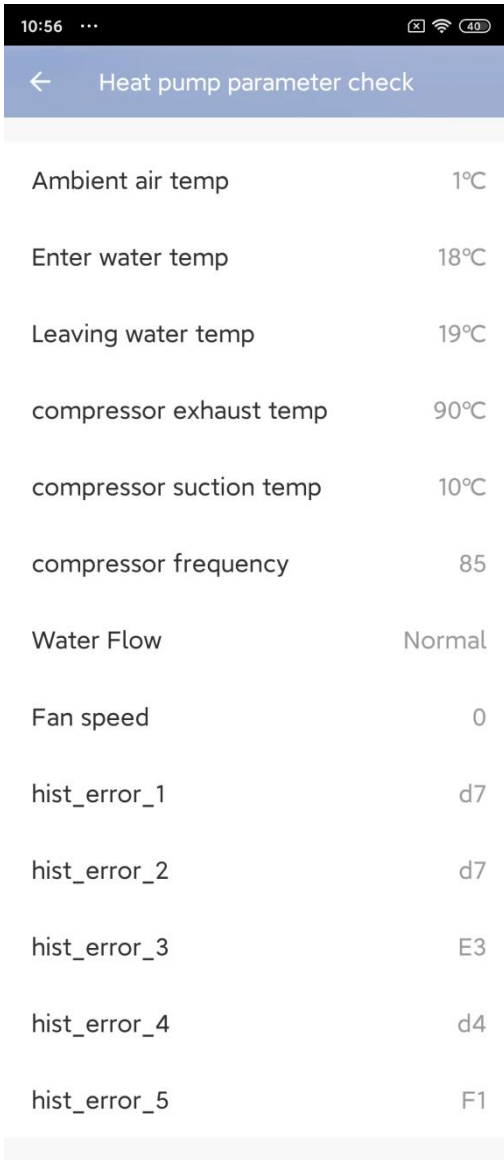 10:56 ...
40
Heat pump parameter check
Ambient air temp 1°C
Enter water temp 18°C
Leaving water temp 19°C
compressor exhaust temp 90°C
compressor suction temp 10°C
compressor frequency 85
Water Flow Normal
Fan speed 0
hist_error_1 d7
hist_error_2 d7
hist_error_3 E3
hist_error_4 d4
hist_error_5 F1